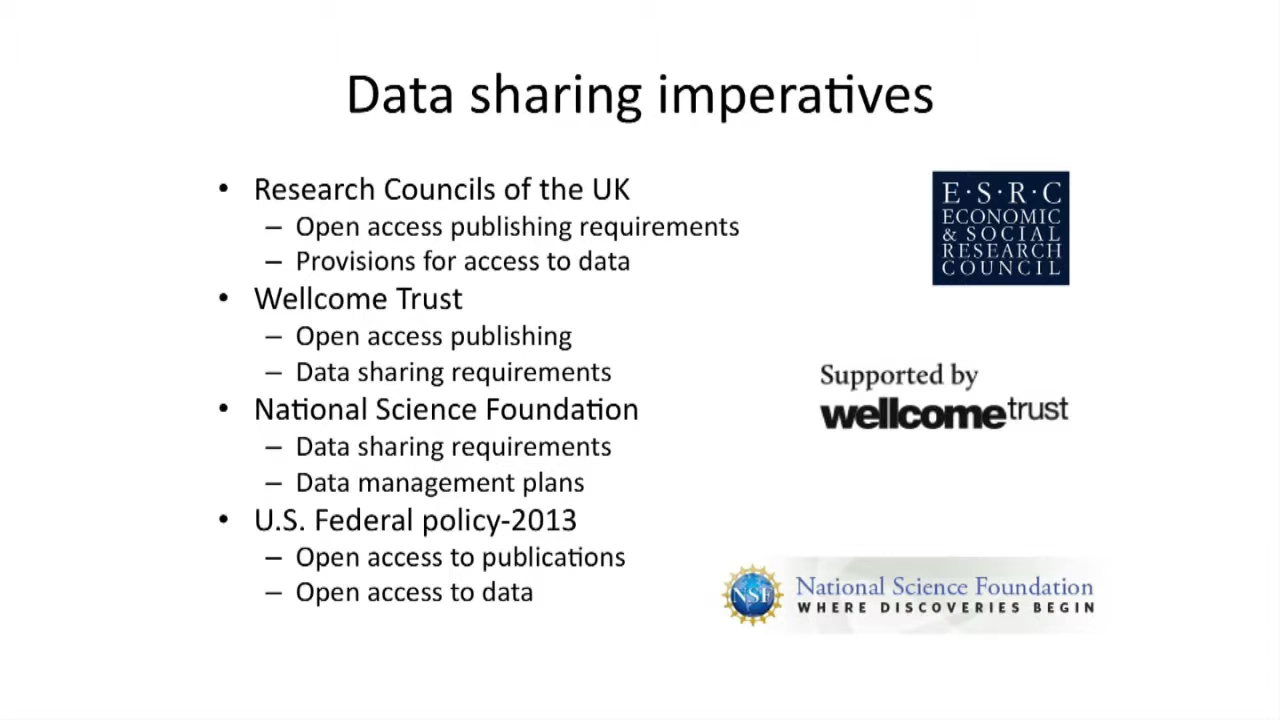 Data sharing imperatives
• Research Councils of the UK
– Open access publishing requirements
– Provisions for access to data
• Wellcome Trust
– Open access publishing
– Data sharing requirements
• National Science Foundation
– Data sharing requirements
– Data management plans
• U.S. Federal policy-2013
– Open access to publications
– Open access to data
E·S·R·C
ECONOMIC
& SOCIAL
RESEARCH
COUNCIL
Supported by
wellcometrust
NSF
National Science Foundation
WHERE DISCOVERIES BEGIN